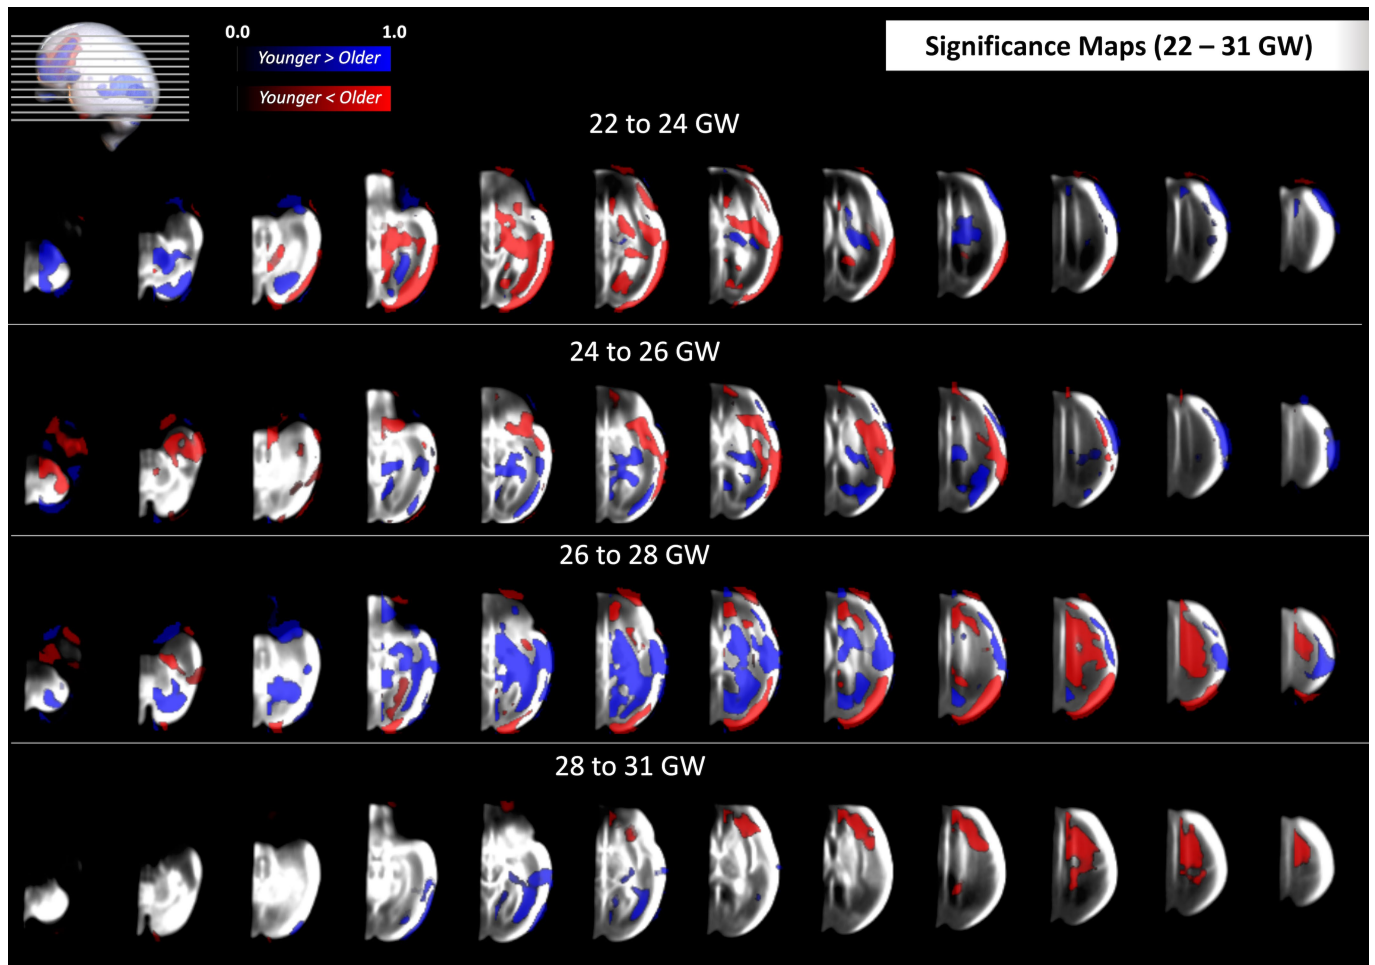 0.0 1.0
Significance Maps (22 – 31 GW)
Younger > Older
Younger < Older
22 to 24 GW
24 to 26 GW
26 to 28 GW
28 to 31 GW